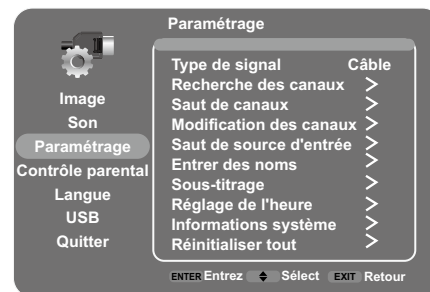 Paramétrage
Image
Son
Paramétrage
Contrôle parental
Langue
USB
Quitter
Type de signal Câble
Recherche des canaux >
Saut de canaux >
Modification des canaux >
Saut de source d'entrée >
Entrer des noms >
Sous-titrage >
Réglage de l'heure >
Informations système >
Réinitialiser tout >
ENTER Entrez Sélect EXIT Retour